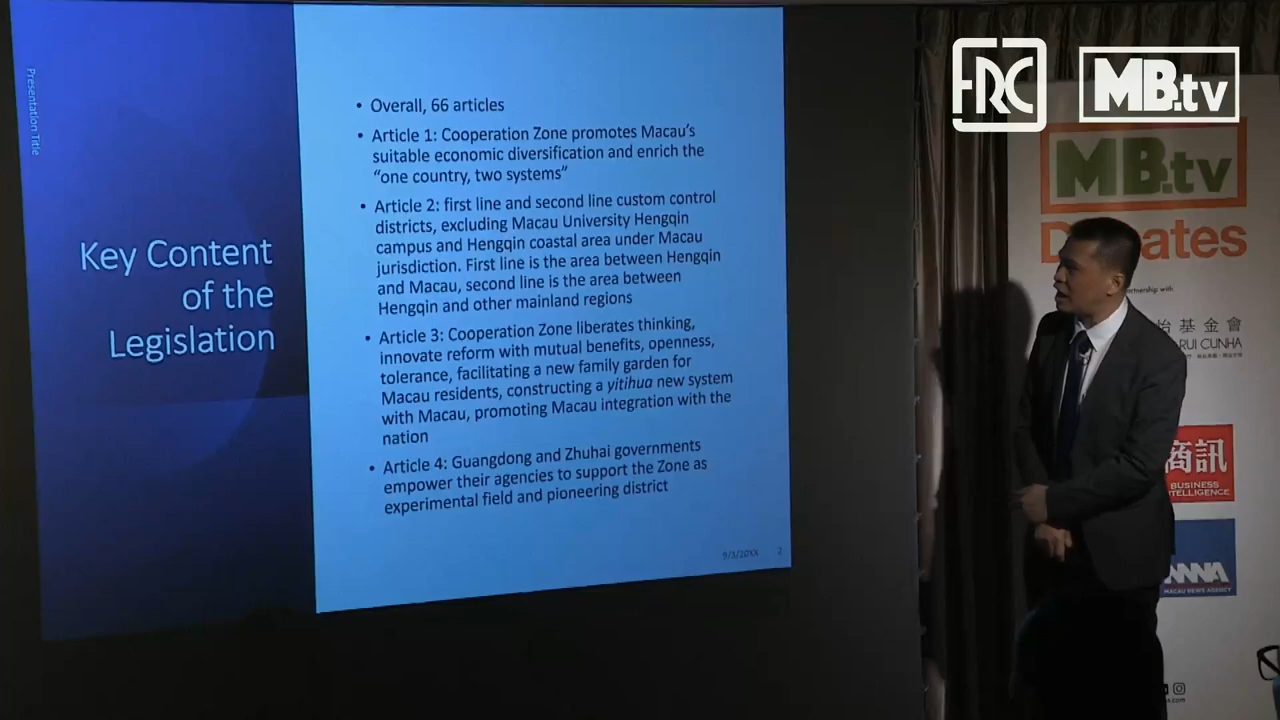 Presentation Title
Key Content
of the
Legislation
• Overall, 66 articles
• Article 1: Cooperation Zone promotes Macau's
suitable economic diversification and enrich the
“one country, two systems”
• Article 2: first line and second line custom control
districts, excluding Macau University Hengqin
campus and Hengqin coastal area under Macau
jurisdiction. First line is the area between Hengqin
and Macau, second line is the area between
Hengqin and other mainland regions
• Article 3: Cooperation Zone liberates thinking,
innovate reform with mutual benefits, openness,
tolerance, facilitating a new family garden for
Macau residents, constructing a yitihua new system
with Macau, promoting Macau integration with the
nation
• Article 4: Guangdong and Zhuhai governments
empower their agencies to support the Zone as
experimental field and pioneering district
9/3/20XX 2
FRC
MB.tv
MB.tv
D ates
rtnership with
怡基金會
RUI CUNHA
商訊
BUSINESS
TELLIGENCE
MACAU NEWS AGENCY